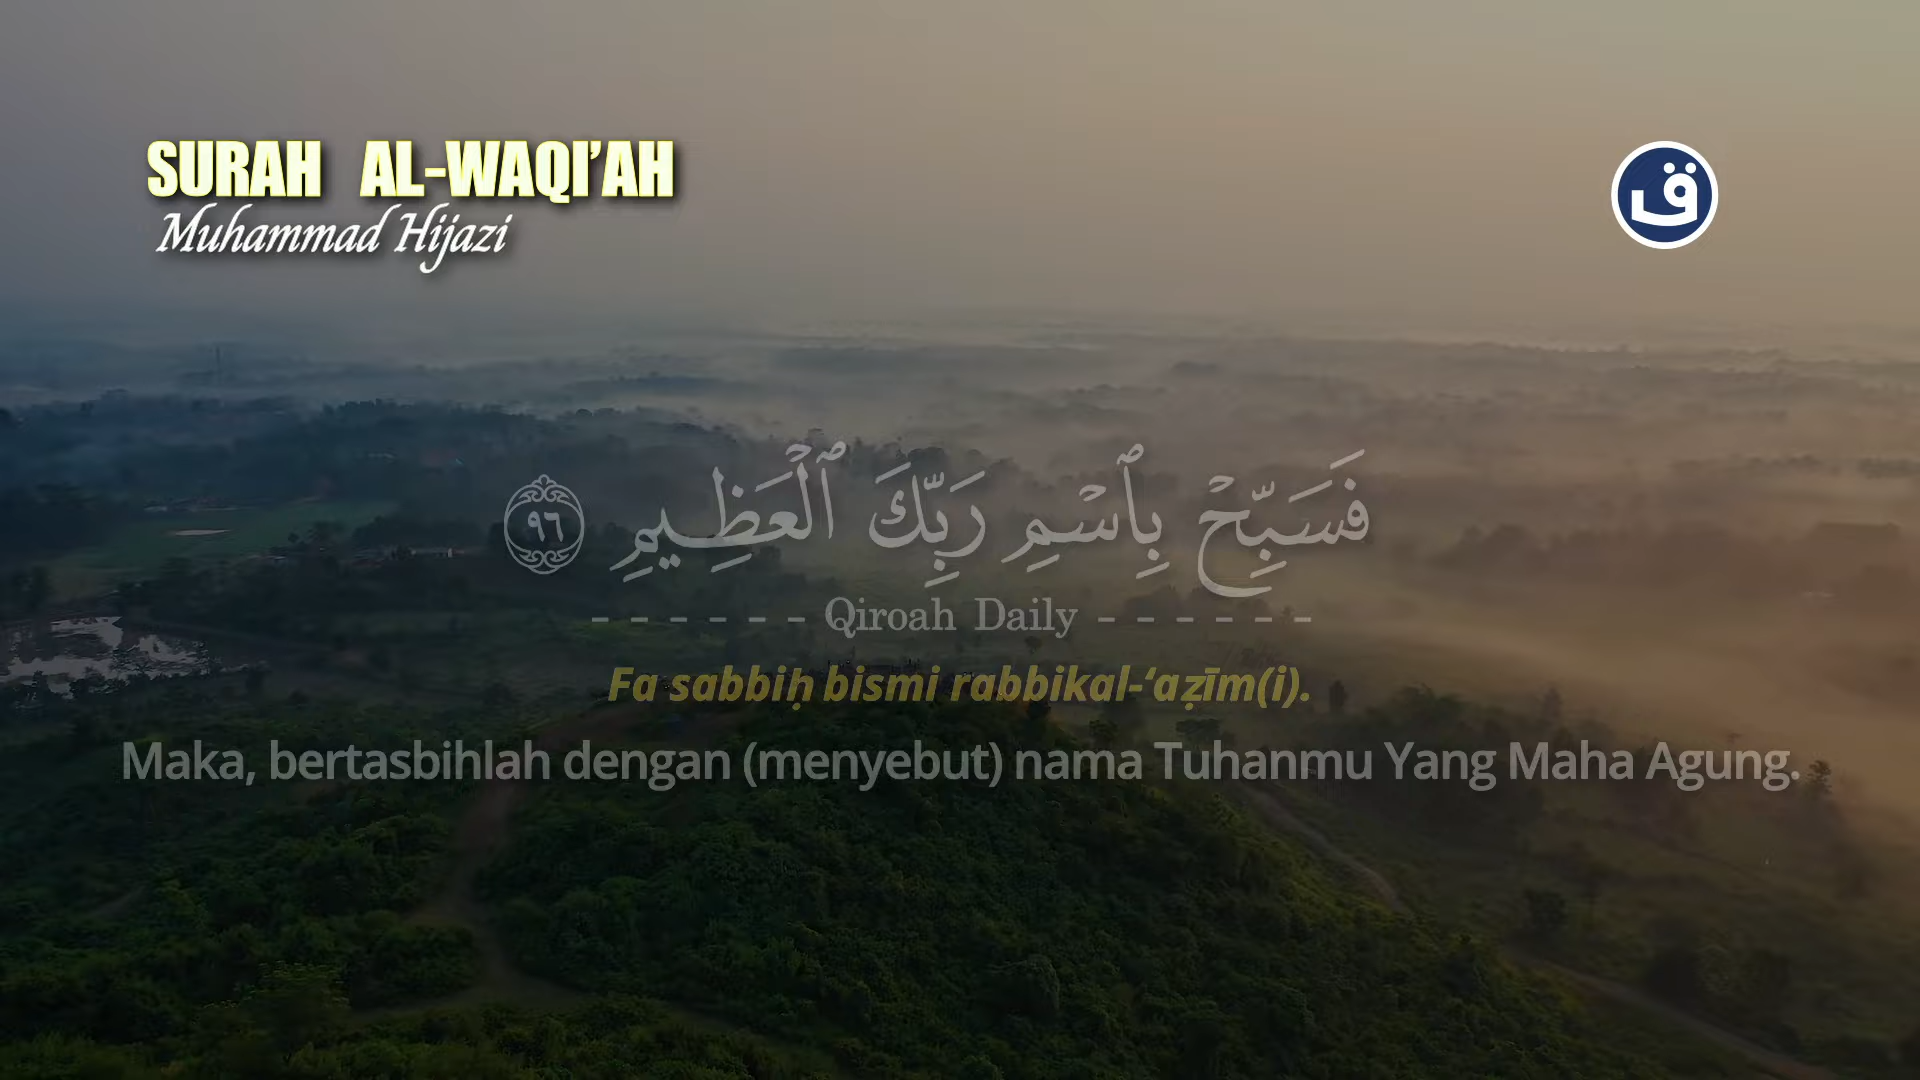 SURAH AL-WAQI’AH
Muhammad Hijazi
ق
فَسَبِّحْ بِٱسْمِ رَبِّكَ ٱلْعَظِيمِ ٩٦
- - - - - - Qiroah Daily - - - - - -
Fa sabbiḥ bismi rabbikal-‘aẓīm(i).
Maka, bertasbihlah dengan (menyebut) nama Tuhanmu Yang Maha Agung.